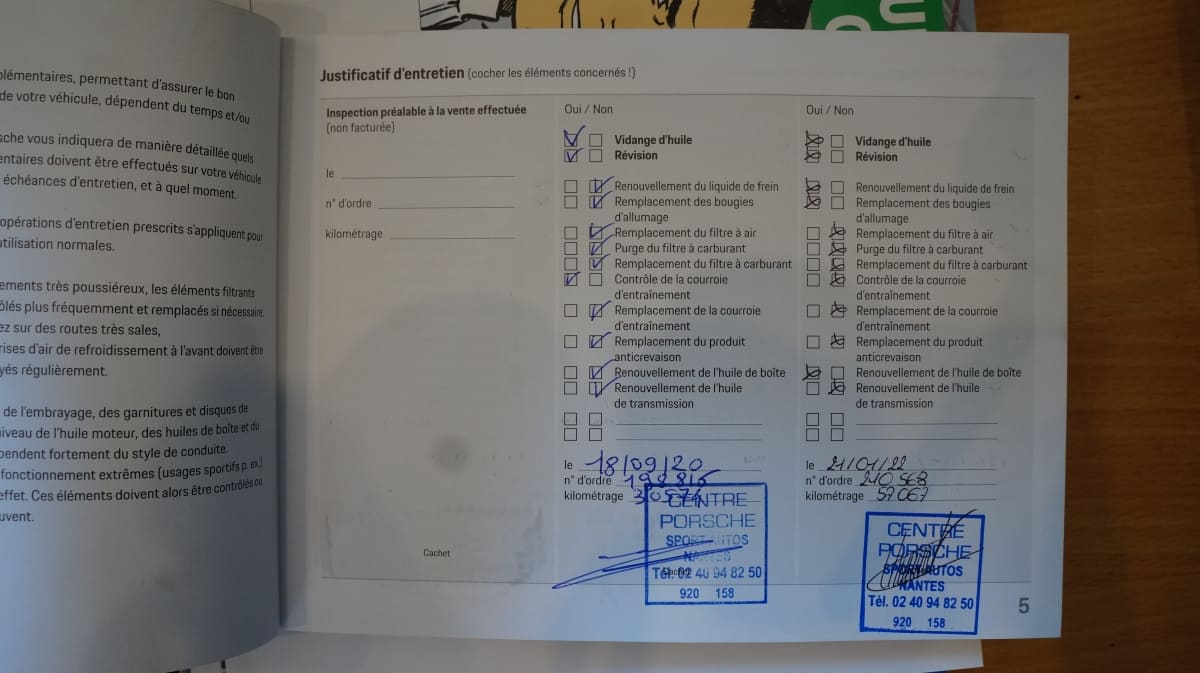 plémentaires, permettant d'assurer le bon
de votre véhicule, dépendent du temps et/ou
sche vous indiquera de manière détaillée quels
entaires doivent être effectués sur votre véhicule
échéances d'entretien, et à quel moment.
opérations d'entretien prescrits s'appliquent pour
utilisation normales.
ements très poussiéreux, les éléments filtrants
ôlés plus fréquemment et remplacés si nécessaire.
ez sur des routes très sales,
rises d'air de refroidissement à l'avant doivent être
yés régulièrement.
de l'embrayage, des garnitures et disques de
niveau de l'huile moteur, des huiles de boîte et du
pendent fortement du style de conduite.
fonctionnement extrêmes (usages sportifs p. ex.)
effet. Ces éléments doivent alors être contrôlés ou
uvent.
Justificatif d'entretien (cocher les éléments concernés !)
Inspection préalable à la vente effectuée
(non facturée)
le
n° d'ordre
kilométrage
Cachet
Oui / Non
Vidange d'huile
Révision
Renouvellement du liquide de frein
Remplacement des bougies
d'allumage
Remplacement du filtre à air
Purge du filtre à carburant
Remplacement du filtre à carburant
Contrôle de la courroie
d'entraînement
Remplacement de la courroie
d'entraînement
Remplacement du produit
anticrevaison
Renouvellement de l'huile de boîte
Renouvellement de l'huile
de transmission
le 18/09/20
n° d'ordre 198816
kilométrage
CENTRE
PORSCHE
SPORT AUTOS
NANTES
Tél. 02 40 94 82 50
920 158
Oui / Non
Vidange d'huile
Révision
Renouvellement du liquide de frein
Remplacement des bougies
d'allumage
Remplacement du filtre à air
Purge du filtre à carburant
Remplacement du filtre à carburant
Contrôle de la courroie
d'entraînement
Remplacement de la courroie
d'entraînement
Remplacement du produit
anticrevaison
Renouvellement de l'huile de boîte
Renouvellement de l'huile
de transmission
le 21/01/22
n° d'ordre 210 568
kilométrage 57 067
CENTRE
PORSCHE
SPORT AUTOS
NANTES
Tél. 02 40 94 82 50
920 158
5